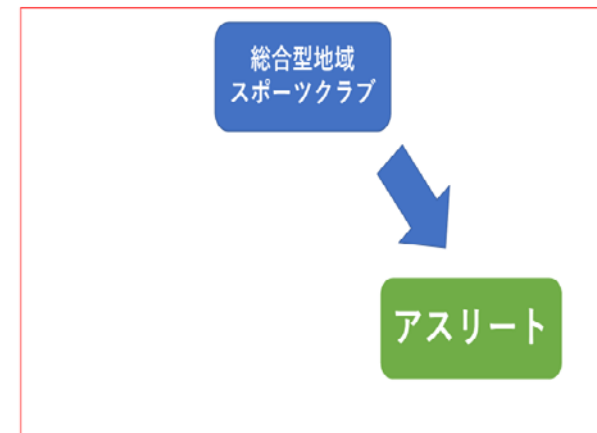 総合型地域
スポーツクラブ
アスリート